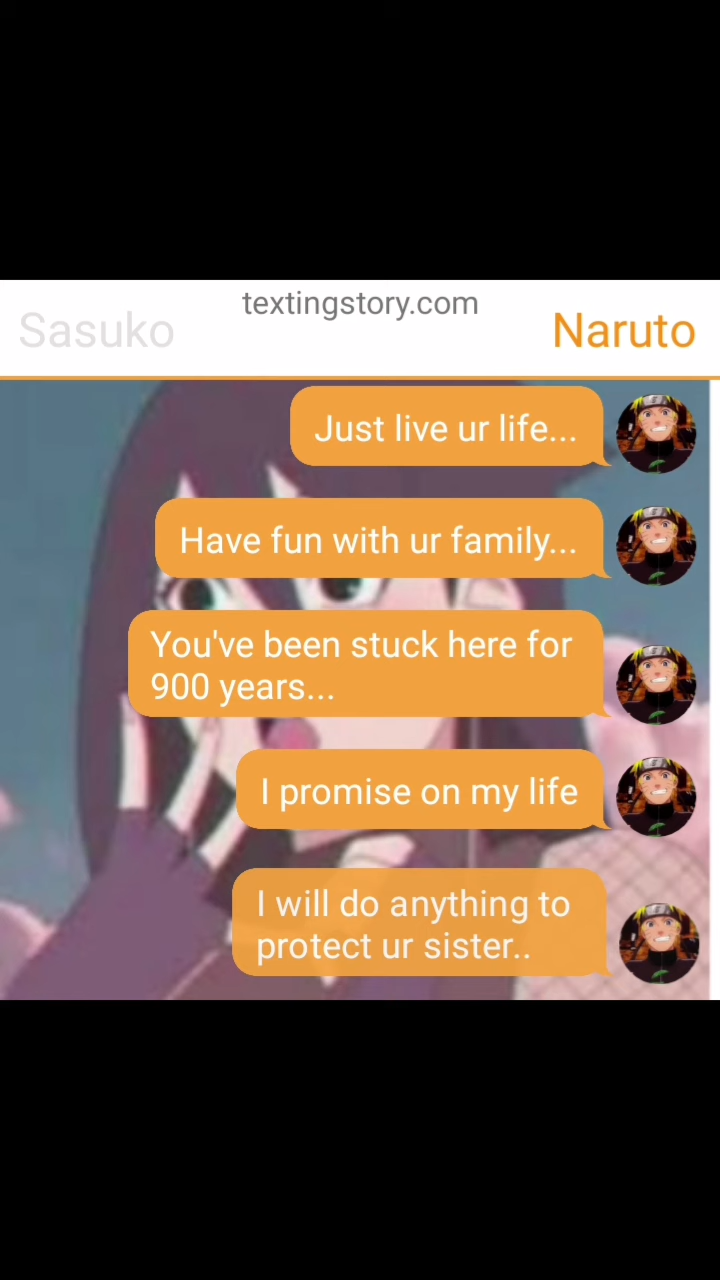 textingstory.com
Sasuko
Naruto
Just live ur life...
Have fun with ur family...
You've been stuck here for
900 years...
I promise on my life
I will do anything to
protect ur sister..